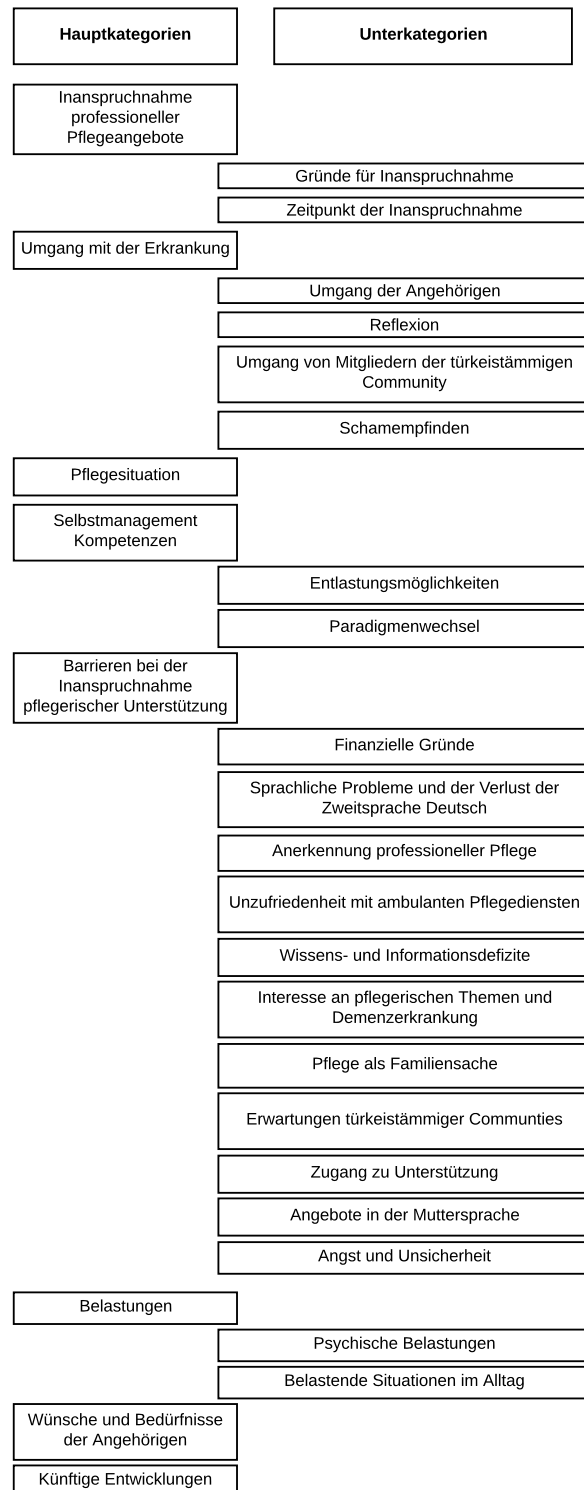 Hauptkategorien
Unterkategorien
Inanspruchnahme
professioneller
Pflegeangebote
Gründe für Inanspruchnahme
Zeitpunkt der Inanspruchnahme
Umgang mit der Erkrankung
Umgang der Angehörigen
Reflexion
Umgang von Mitgliedern der türkeistämmigen
Community
Schamempfinden
Pflegesituation
Selbstmanagement
Kompetenzen
Entlastungsmöglichkeiten
Paradigmenwechsel
Barrieren bei der
Inanspruchnahme
pflegerischer Unterstützung
Finanzielle Gründe
Sprachliche Probleme und der Verlust der
Zweitsprache Deutsch
Anerkennung professioneller Pflege
Unzufriedenheit mit ambulanten Pflegediensten
Wissens- und Informationsdefizite
Interesse an pflegerischen Themen und
Demenzerkrankung
Pflege als Familiensache
Erwartungen türkeistämmiger Communties
Zugang zu Unterstützung
Angebote in der Muttersprache
Angst und Unsicherheit
Belastungen
Psychische Belastungen
Belastende Situationen im Alltag
Wünsche und Bedürfnisse
der Angehörigen
Künftige Entwicklungen